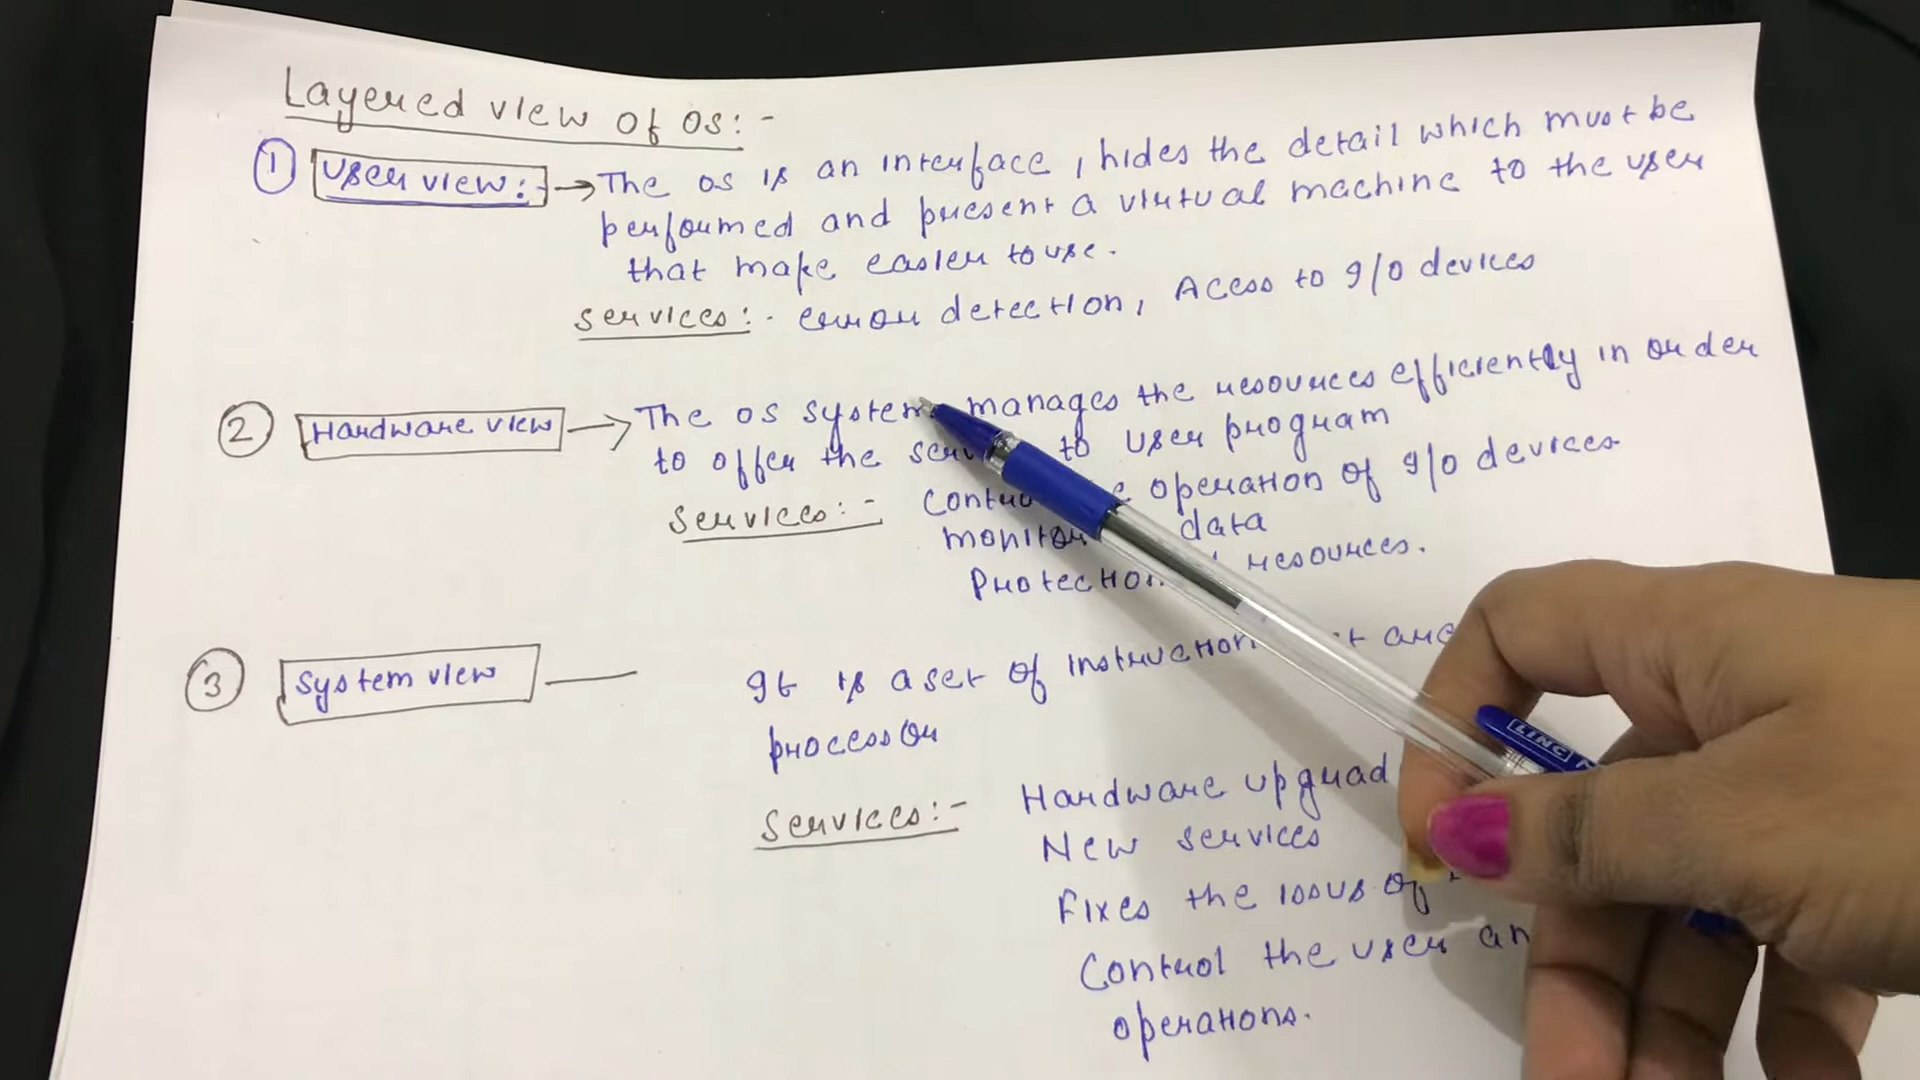 Layered view of os:-
① User view:- → The os is an interface, hides the detail which must be
performed and present a virtual machine to the user
that make easier to use.
services:- error detection, Acess to I/O devices
② Hardware view → The os system manages the resources efficiently in order
to offer the to user program
services:- operation of I/O devices
data
resources.
③ System view — It is a set of instruction
processor
services:- Hardware
New services
Fixes the issus of
Control the user
operations.
LINC